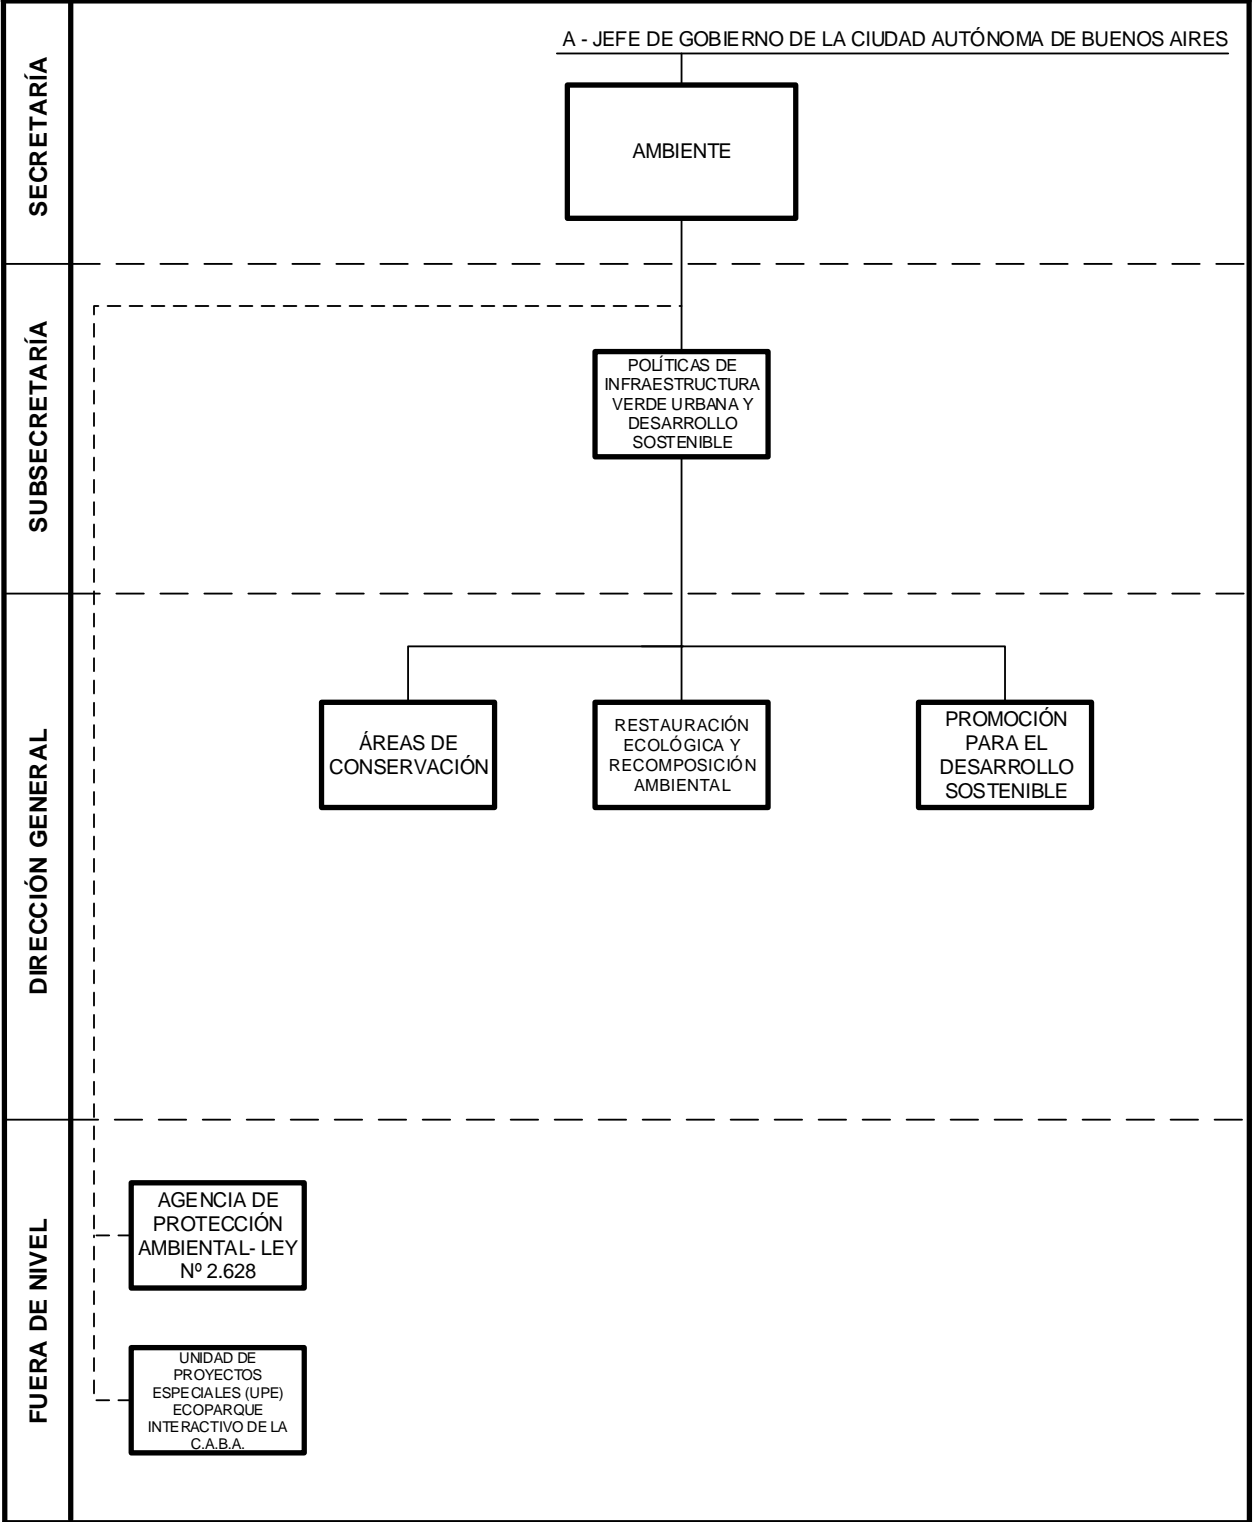 A - JEFE DE GOBIERNO DE LA CIUDAD AUTÓNOMA DE BUENOS AIRES
SECRETARÍA
AMBIENTE
SUBSECRETARÍA
POLÍTICAS DE
INFRAESTRUCTURA
VERDE URBANA Y
DESARROLLO
SOSTENIBLE
DIRECCIÓN GENERAL
ÁREAS DE
CONSERVACIÓN
RESTAURACIÓN
ECOLÓGICA Y
RECOMPOSICIÓN
AMBIENTAL
PROMOCIÓN
PARA EL
DESARROLLO
SOSTENIBLE
FUERA DE NIVEL
AGENCIA DE
PROTECCIÓN
AMBIENTAL- LEY
Nº 2.628
UNIDAD DE
PROYECTOS
ESPECIALES (UPE)
ECOPARQUE
INTERACTIVO DE LA
C.A.B.A.